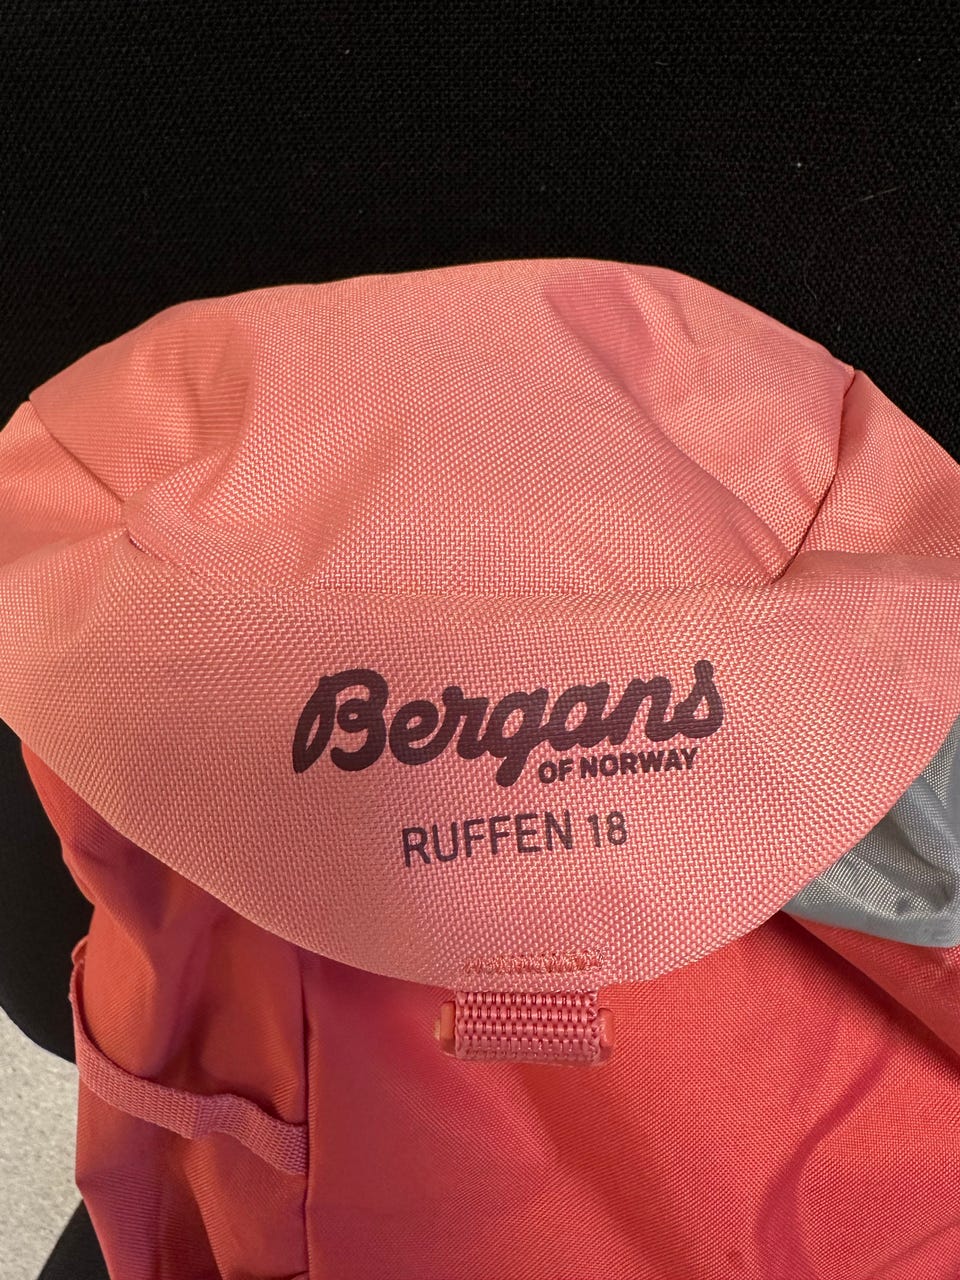 Bergans
OF NORWAY
RUFFEN 18